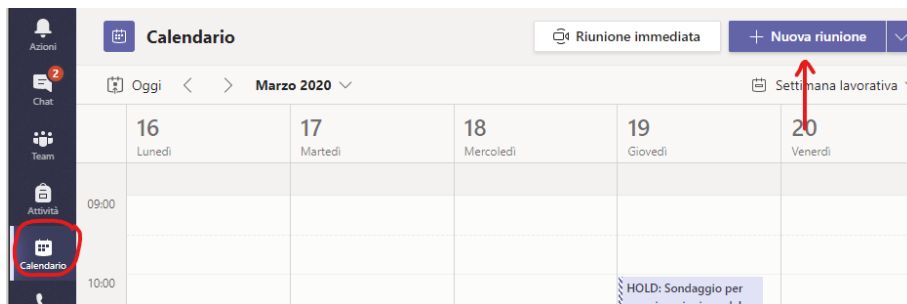 Azioni
Calendario
Riunione immediata
+ Nuova riunione
2
Chat
Oggi
Marzo 2020
Settimana lavorativa
Team
16
17
18
19
20
Lunedì
Martedì
Mercoledì
Giovedì
Venerdì
Attività
09:00
Calendario
10:00
HOLD: Sondaggio per